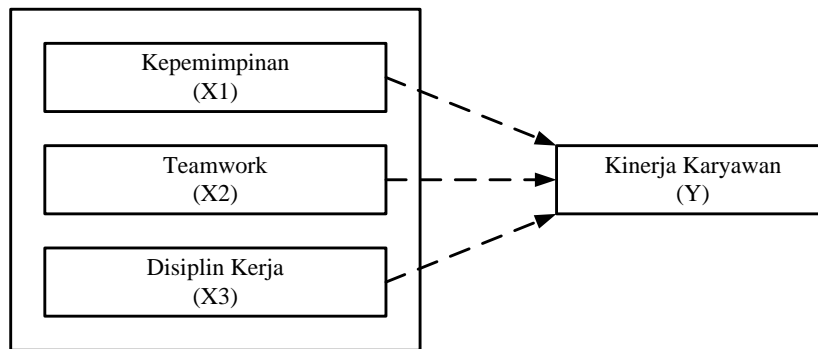 Kepemimpinan
(X1)
Teamwork
(X2)
Disiplin Kerja
(X3)
Kinerja Karyawan
(Y)